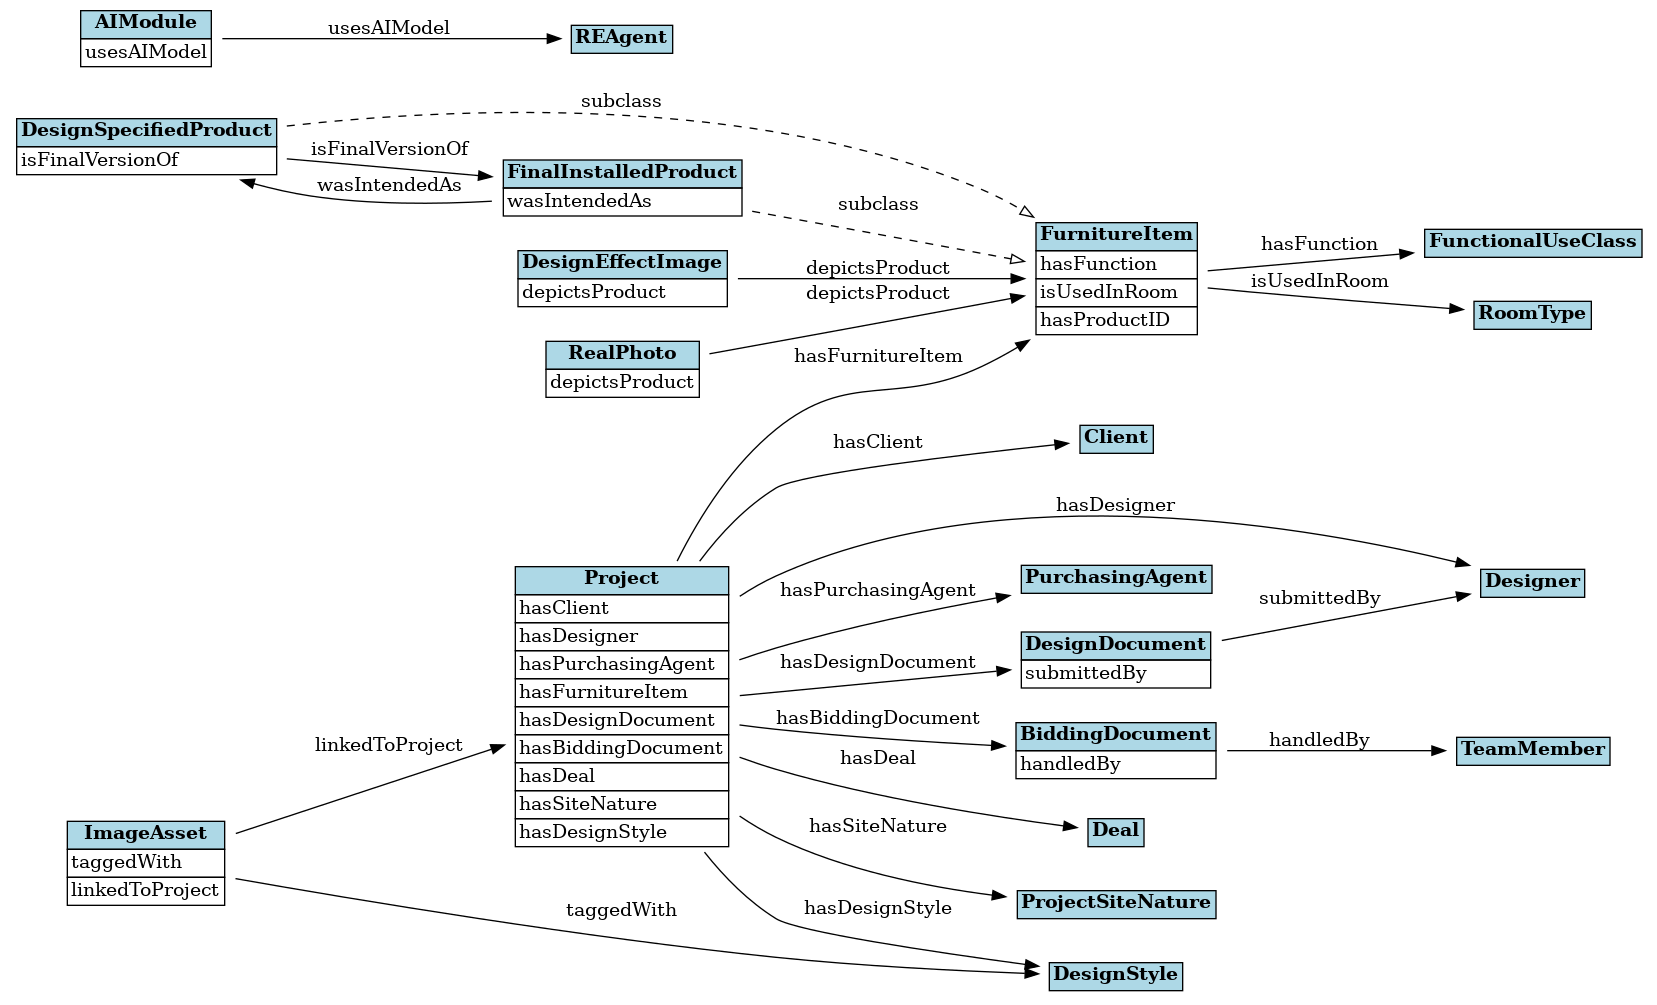 AIModule
usesAIModel
usesAIModel
REAgent
subclass
DesignSpecifiedProduct
isFinalVersionOf
isFinalVersionOf
wasIntendedAs
FinalInstalledProduct
wasIntendedAs
subclass
DesignEffectImage
depictsProduct
depictsProduct
depictsProduct
RealPhoto
depictsProduct
hasFurnitureItem
FurnitureItem
hasFunction
isUsedInRoom
hasProductID
hasFunction
FunctionalUseClass
isUsedInRoom
RoomType
hasClient
Client
hasDesigner
Project
hasClient
hasDesigner
hasPurchasingAgent
hasFurnitureItem
hasDesignDocument
hasBiddingDocument
hasDeal
hasSiteNature
hasDesignStyle
hasPurchasingAgent
PurchasingAgent
Designer
submittedBy
hasDesignDocument
DesignDocument
submittedBy
hasBiddingDocument
BiddingDocument
handledBy
handledBy
TeamMember
hasDeal
Deal
hasSiteNature
ProjectSiteNature
hasDesignStyle
DesignStyle
linkedToProject
ImageAsset
taggedWith
linkedToProject
taggedWith